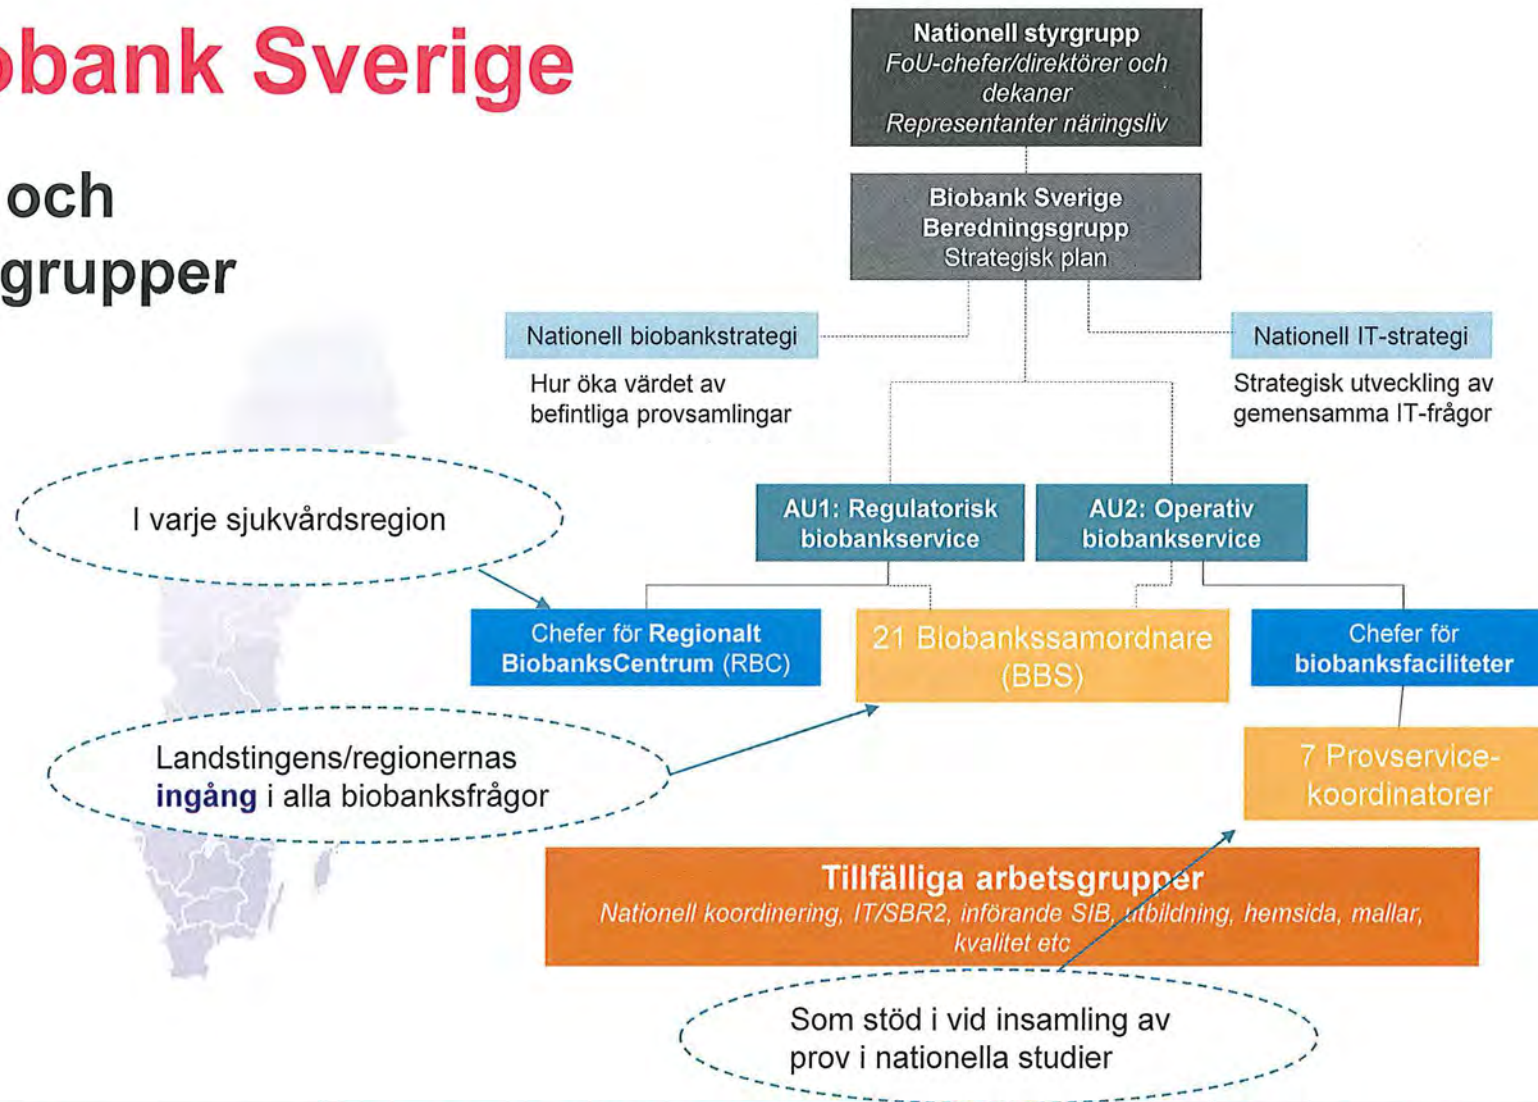 obank Sverige
och
grupper
Nationell styrgrupp
FoU-chefer/direktörer och
dekaner
Representanter näringsliv
Biobank Sverige
Beredningsgrupp
Strategisk plan
Nationell biobankstrategi
Hur öka värdet av
befintliga provsamlingar
Nationell IT-strategi
Strategisk utveckling av
gemensamma IT-frågor
I varje sjukvårdsregion
AU1: Regulatorisk
biobankservice
AU2: Operativ
biobankservice
Chefer för Regionalt
BiobanksCentrum (RBC)
21 Biobankssamordnare
(BBS)
Chefer för
biobanksfaciliteter
Landstingens/regionernas
ingång i alla biobanksfrågor
7 Provservice-
koordinatorer
Tillfälliga arbetsgrupper
Nationell koordinering, IT/SBR2, införande SIB, utbildning, hemsida, mallar,
kvalitet etc
Som stöd i vid insamling av
prov i nationella studier